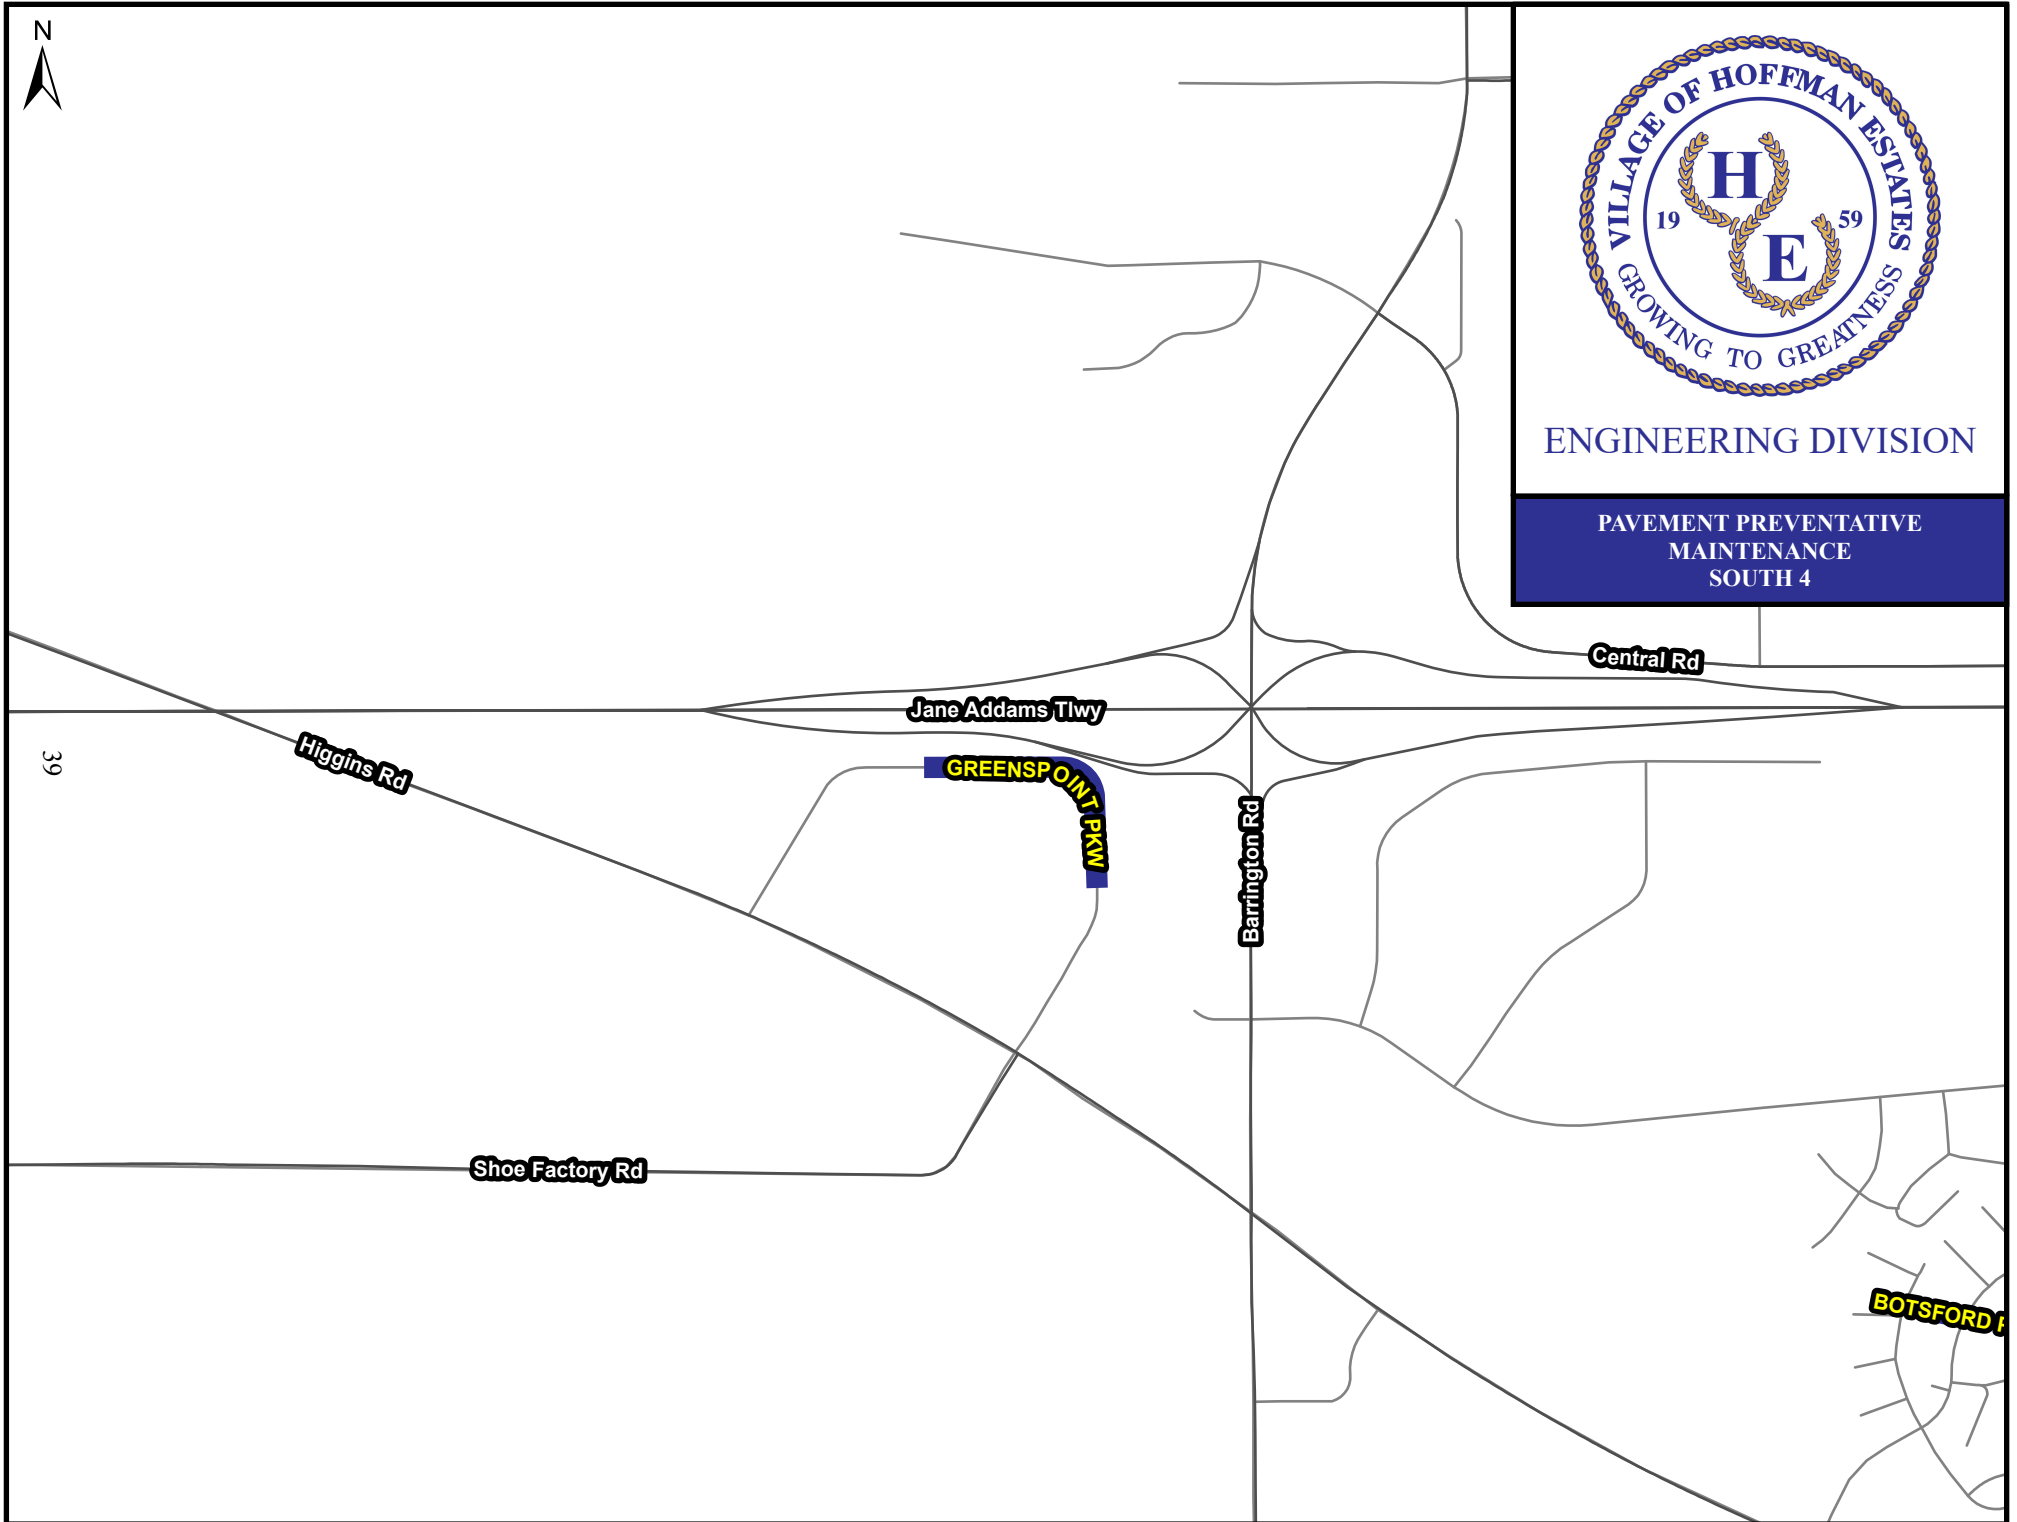 N
VILLAGE OF HOFFMAN ESTATES
H
19
59
E
GROWING TO GREATNESS
ENGINEERING DIVISION
PAVEMENT PREVENTATIVE
MAINTENANCE
SOUTH 4
Central Rd
Jane Addams Tlwy
Higgins Rd
39
GREENSPOINT PKW
Barrington Rd
Shoe Factory Rd
BOTSFORD